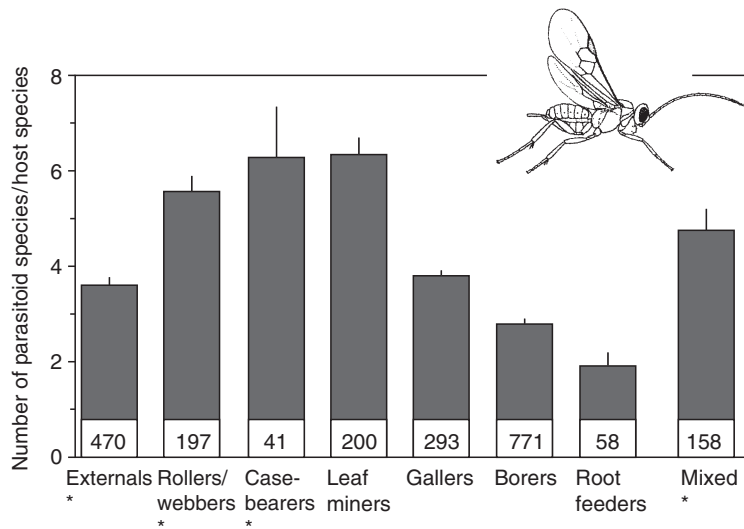 Number of parasitoid species/host species
8
6
4
2
0
470 197 41 200 293 771 58 158
Externals Rollers/ Case- Leaf Gallers Borers Root Mixed
* webbers bearers miners feeders *
* *